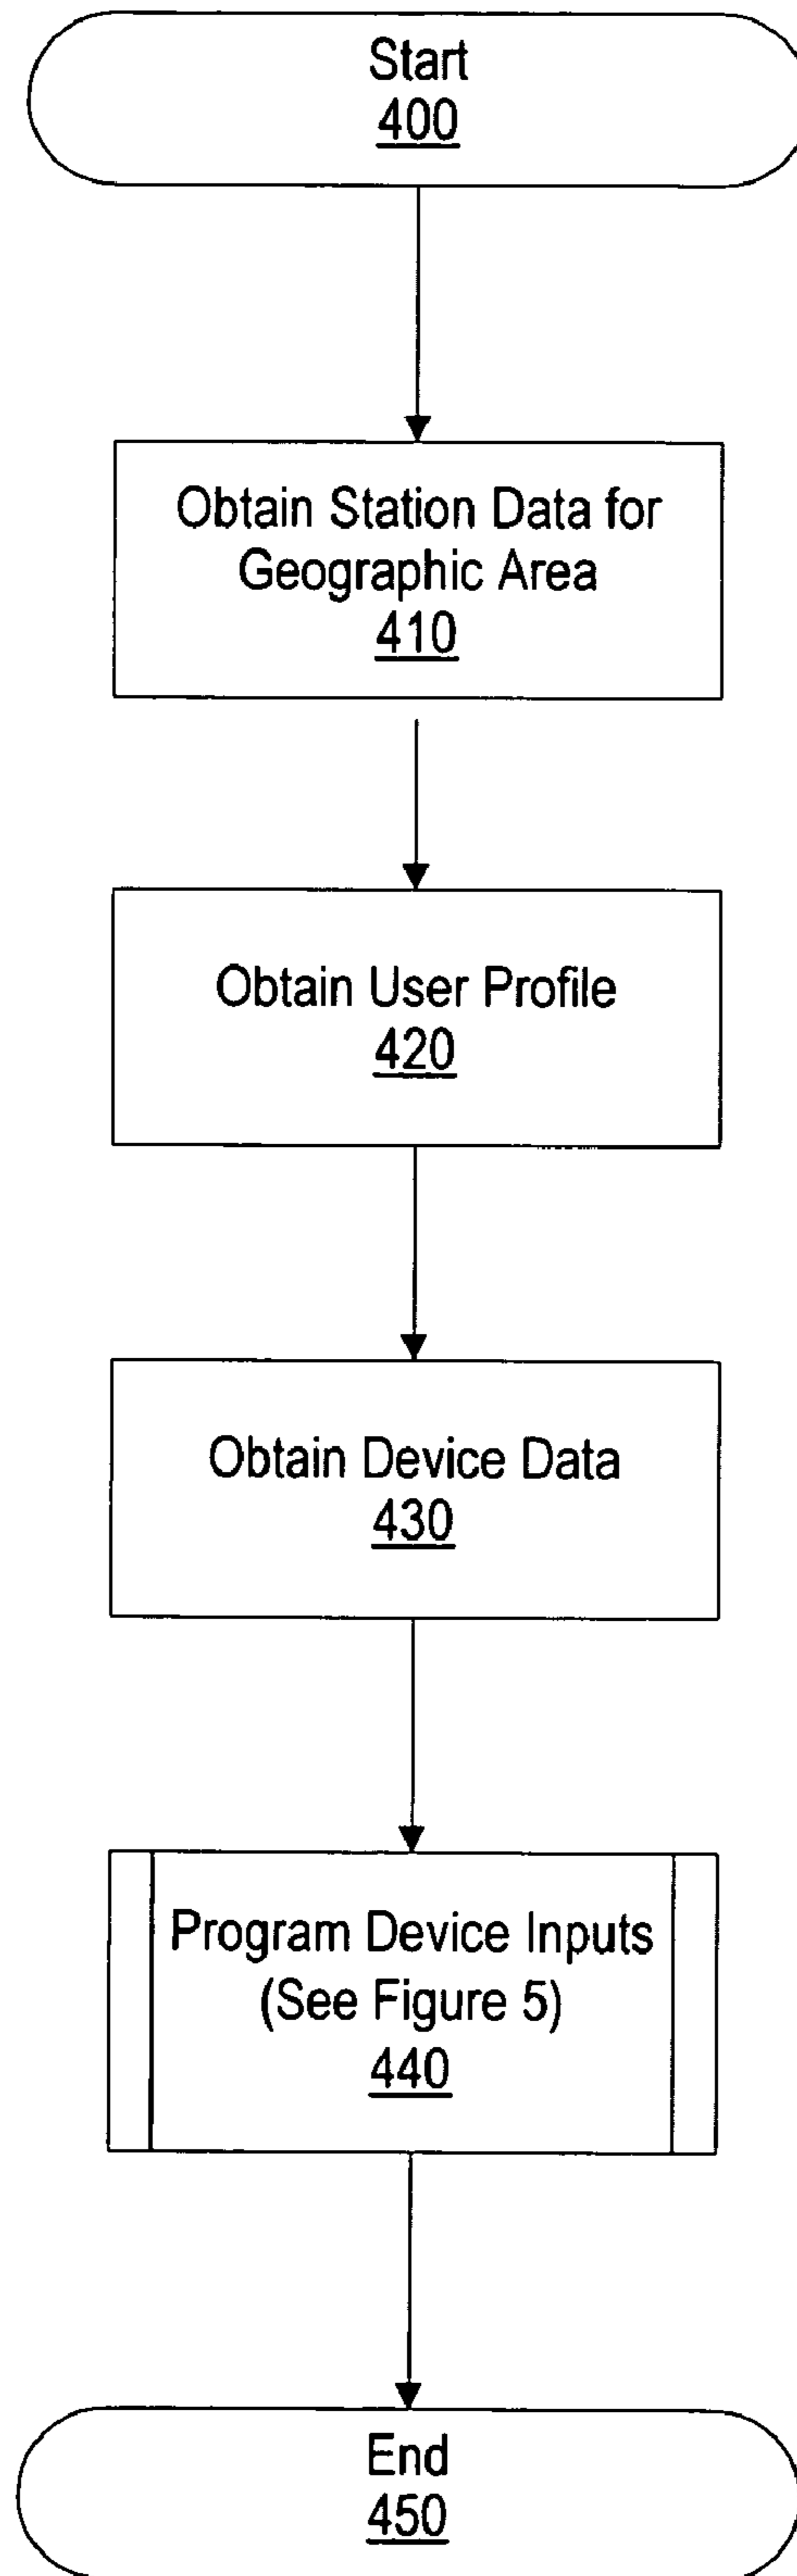 Start
400
Obtain Station Data for
Geographic Area
410
Obtain User Profile
420
Obtain Device Data
430
Program Device Inputs
(See Figure 5)
440
End
450